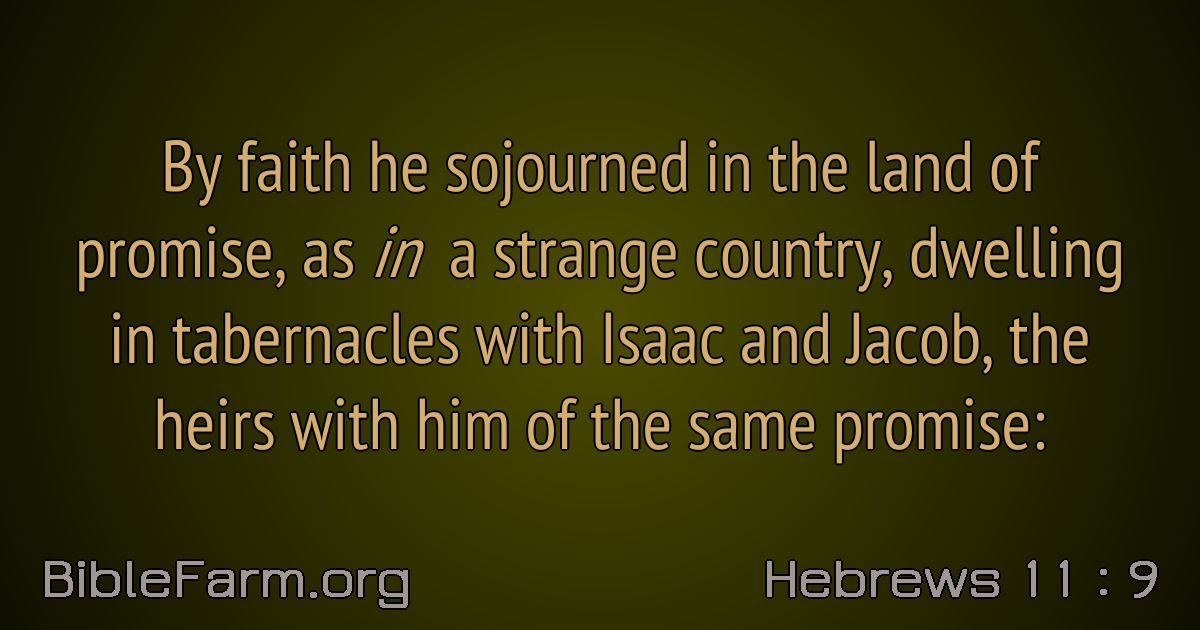 By faith he sojourned in the land of
promise, as in a strange country, dwelling
in tabernacles with Isaac and Jacob, the
heirs with him of the same promise:
BibleFarm.org
Hebrews 11 : 9